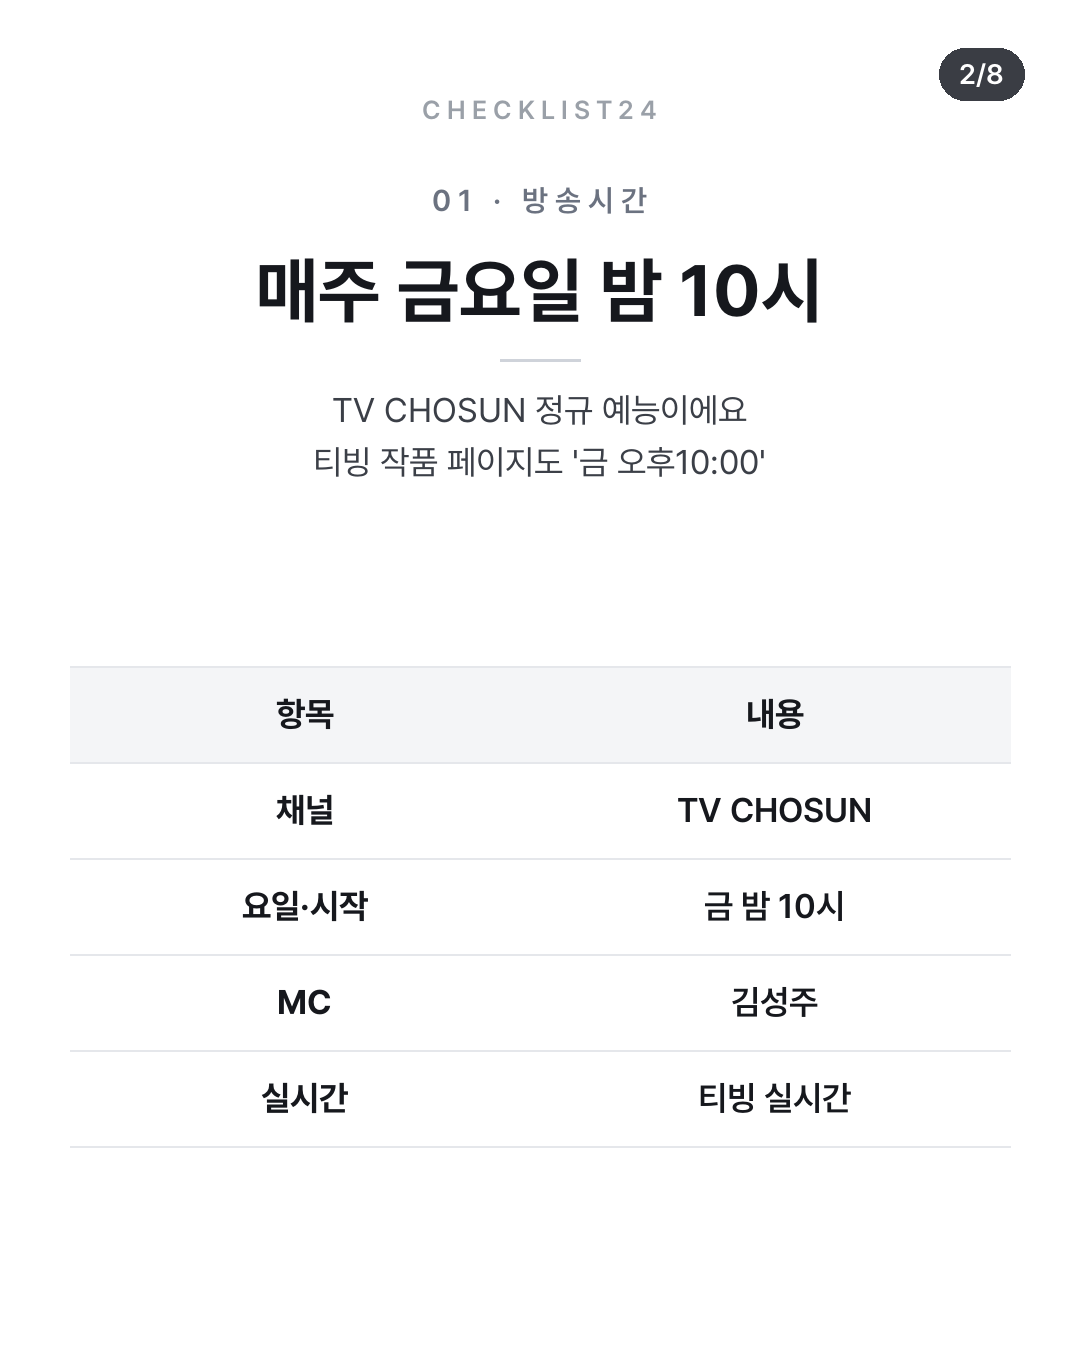 2/8
CHECKLIST24
01 · 방송시간
매주 금요일 밤 10시
TV CHOSUN 정규 예능이에요
티빙 작품 페이지도 '금 오후10:00'
항목 내용
채널 TV CHOSUN
요일·시작 금 밤 10시
MC 김성주
실시간 티빙 실시간